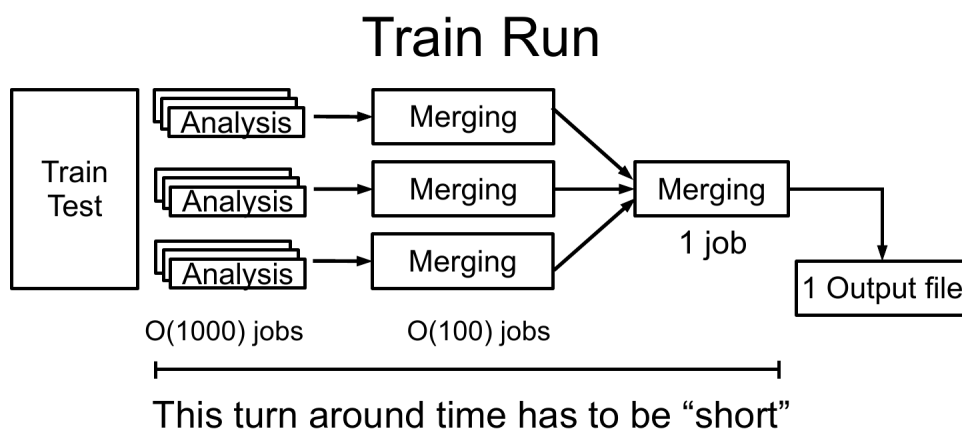 Train Run
Train
Test
Analysis
Merging
Analysis
Merging
Merging
1 job
Analysis
Merging
1 Output file
O(1000) jobs
O(100) jobs
This turn around time has to be “short”